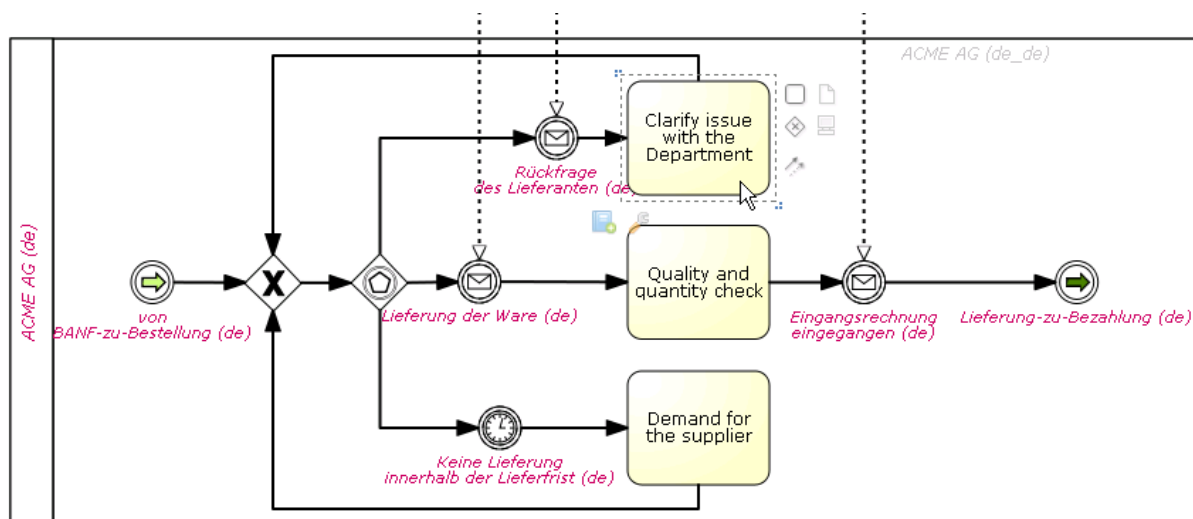 ACME AG (de_de)
ACME AG (de)
Clarify issue
with the
Department
Rückfrage
des Lieferanten (de)
Quality and
quantity check
von
BANF-zu-Bestellung (de)
Lieferung der Ware (de)
Eingangsrechnung
eingegangen (de)
Lieferung-zu-Bezahlung (de)
Demand for
the supplier
Keine Lieferung
innerhalb der Lieferfrist (de)